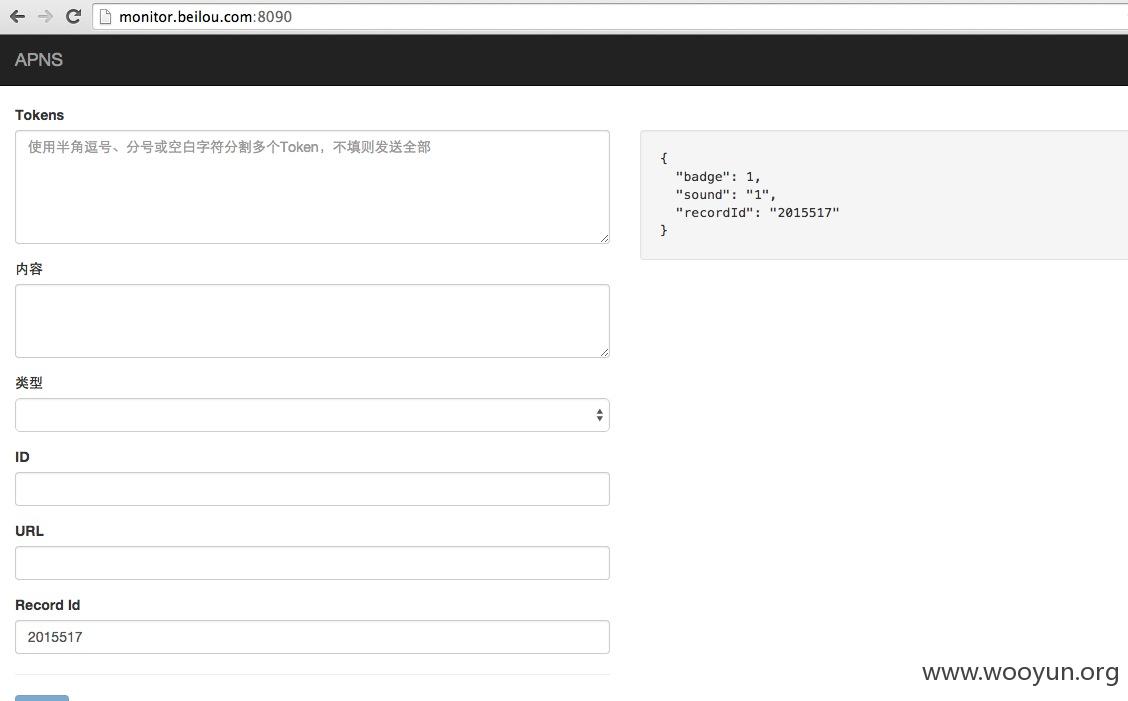 monitor.beilou.com:8090
APNS
Tokens
使用半角逗号、分号或空白字符分割多个Token，不填则发送全部
{
"badge": 1,
"sound": "1",
"recordId": "2015517"
}
内容
类型
ID
URL
Record Id
2015517
www.wooyun.org